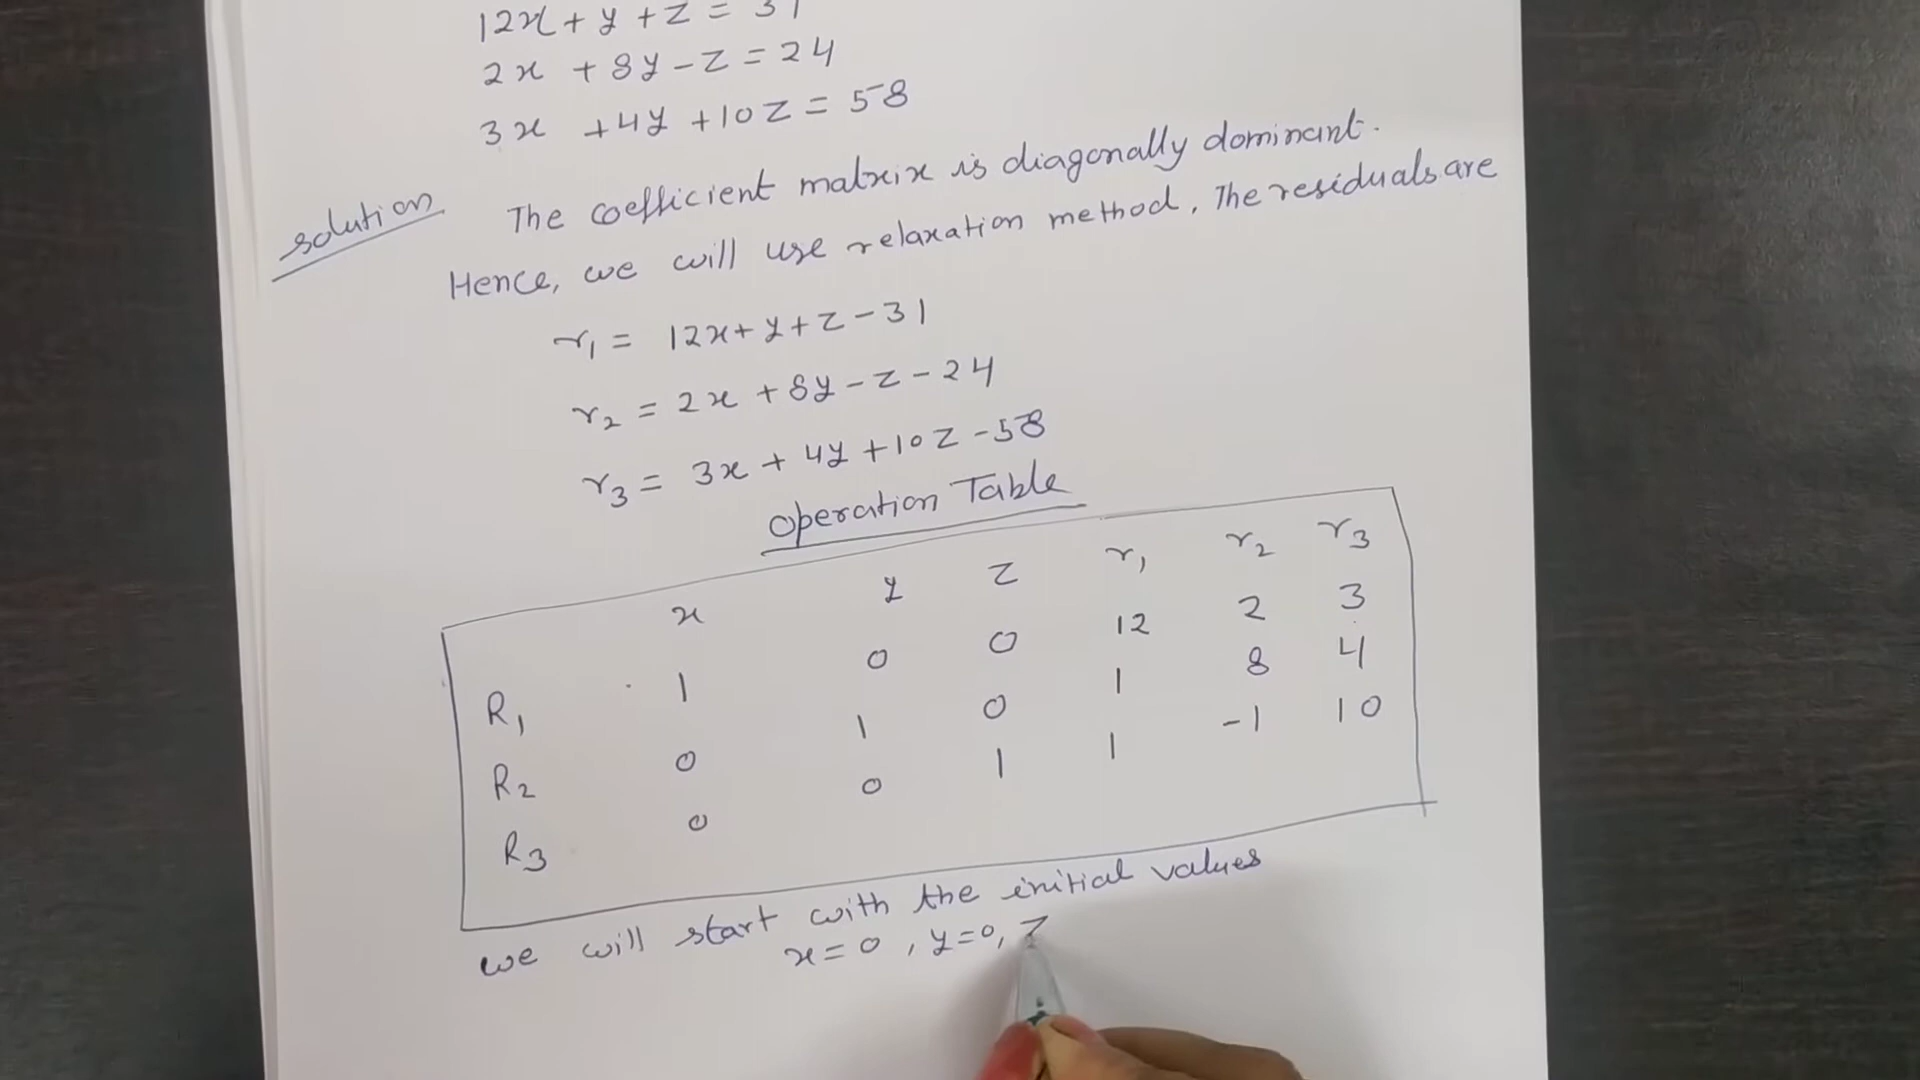 12x + y + z = 31
2x + 8y - z = 24
3x + 4y + 10z = 58
solution The coefficient matrix is diagonally dominant.
Hence, we will use relaxation method, The residuals are
r₁ = 12x + y + z - 31
r₂ = 2x + 8y - z - 24
r₃ = 3x + 4y + 10z - 58
Operation Table
x y z r₁ r₂ r₃
R₁ 1 0 0 12 2 3
R₂ 0 1 0 1 8 4
R₃ 0 0 1 1 -1 10
we will start with the initial values
x = 0, y = 0, z